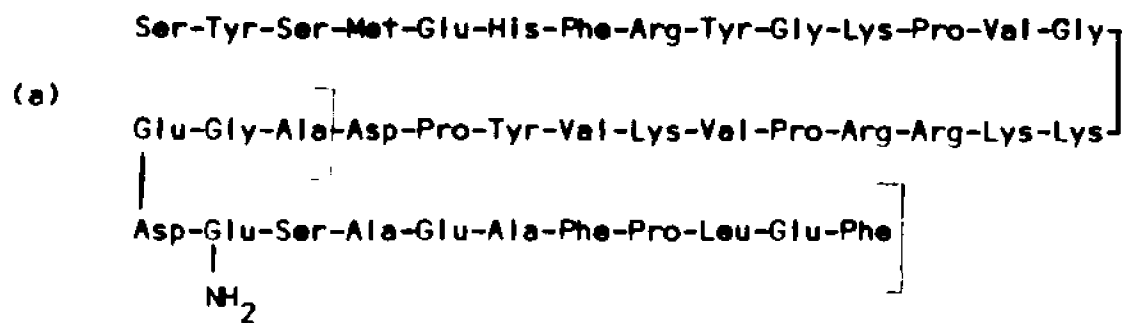 Ser-Tyr-Ser-Met-Glu-His-Phe-Arg-Tyr-Gly-Lys-Pro-Val-Gly
(a)
Glu-Gly-Ala-Asp-Pro-Tyr-Val-Lys-Val-Pro-Arg-Arg-Lys-Lys
Asp-Glu-Ser-Ala-Glu-Ala-Phe-Pro-Leu-Glu-Phe
NH2